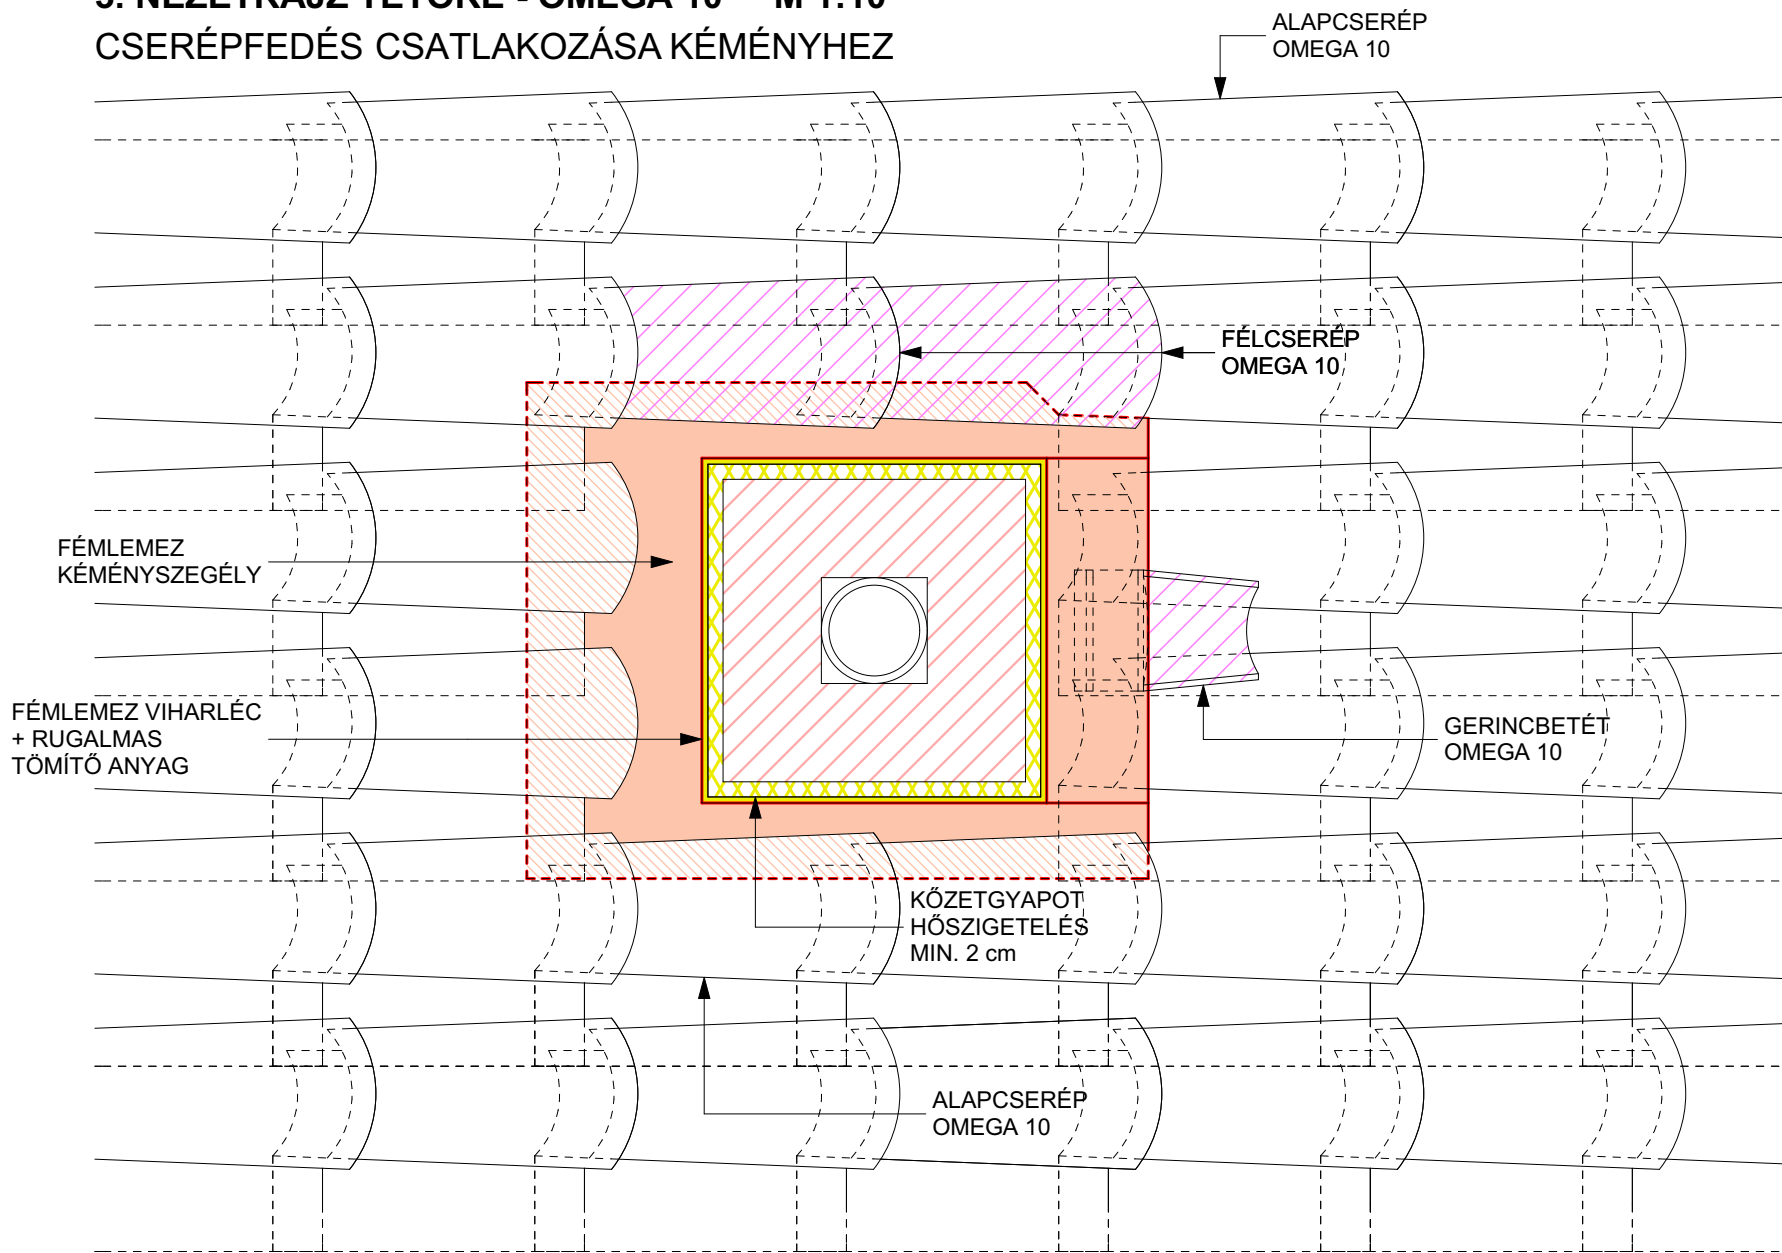 CSERÉPFEDÉS CSATLAKOZÁSA KÉMÉNYHEZ
ALAPCSERÉP
OMEGA 10
FÉLCSERÉP
OMEGA 10
FÉMLEMEZ
KÉMÉNYSZEGÉLY
FÉMLEMEZ VIHARLÉC
+ RUGALMAS
TÖMÍTŐ ANYAG
GERINCBETÉT
OMEGA 10
KŐZETGYAPOT
HŐSZIGETELÉS
MIN. 2 cm
ALAPCSERÉP
OMEGA 10